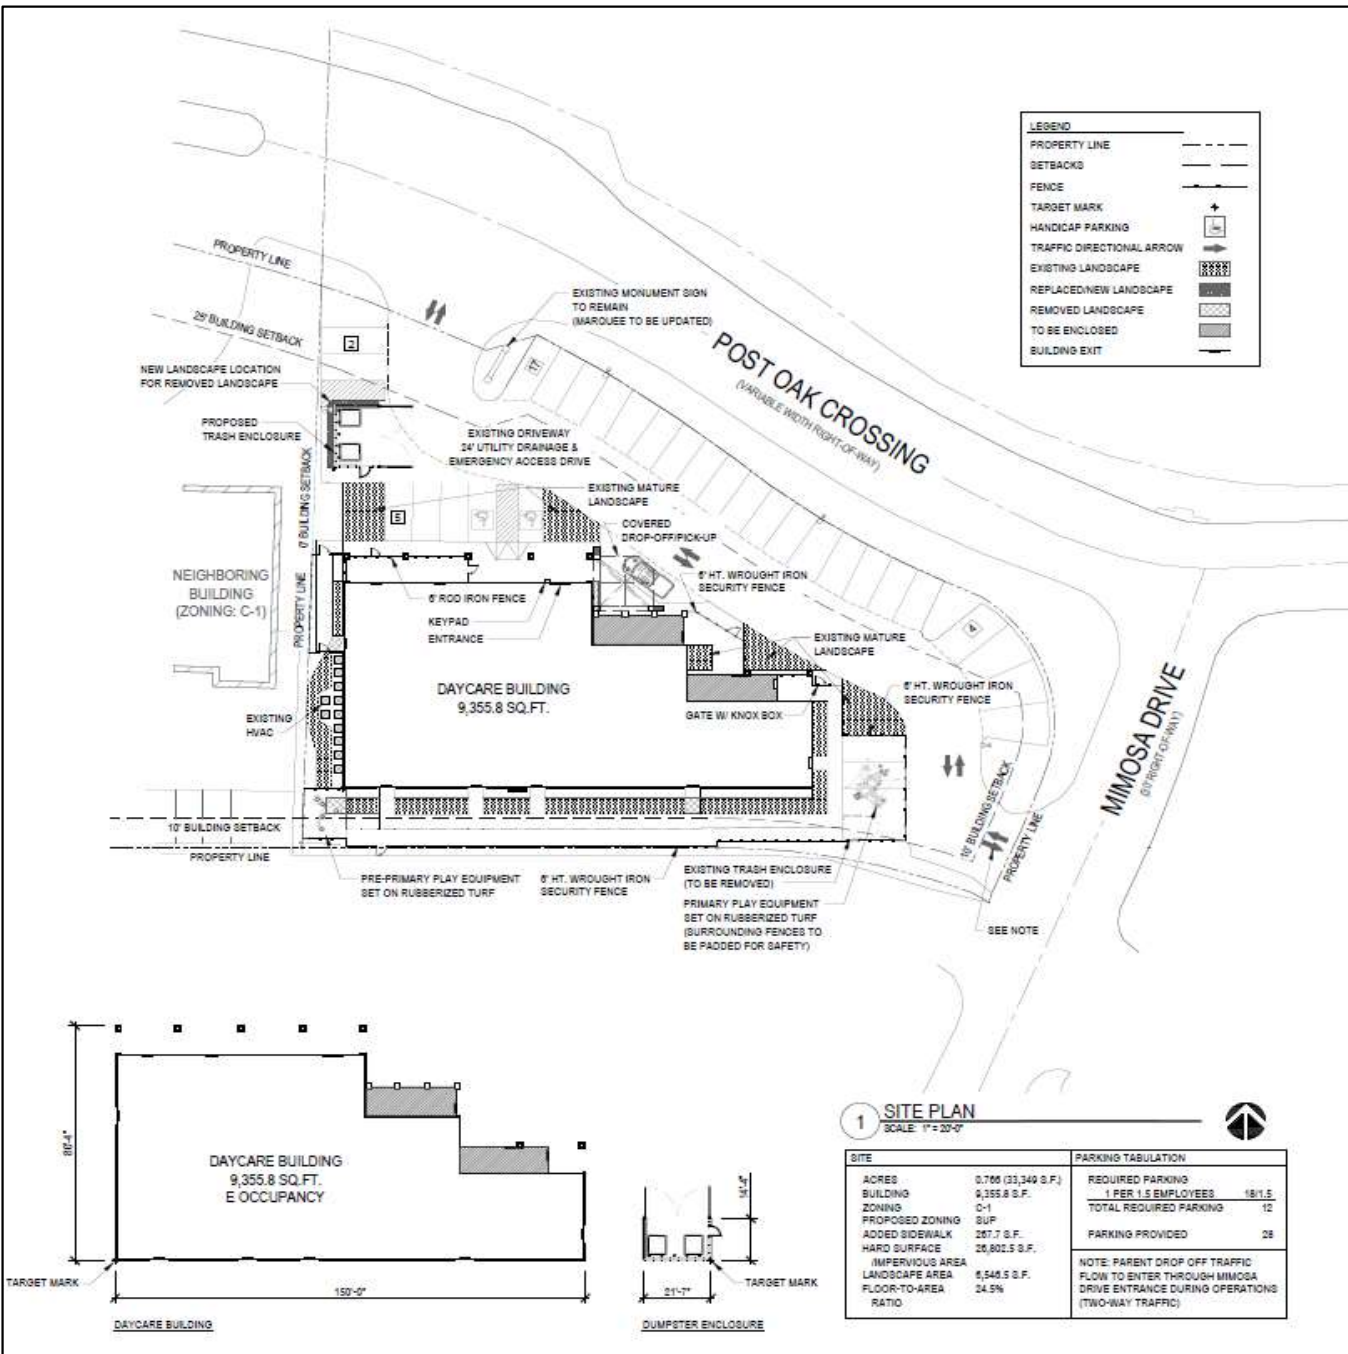 LEGEND
PROPERTY LINE
SETBACKS
FENCE
TARGET MARK
HANDICAP PARKING
TRAFFIC DIRECTIONAL ARROW
EXISTING LANDSCAPE
REPLACED/NEW LANDSCAPE
REMOVED LANDSCAPE
TO BE ENCLOSED
BUILDING EXIT
PROPERTY LINE
25' BUILDING SETBACK
EXISTING MONUMENT SIGN
TO REMAIN
(MARQUEE TO BE UPDATED)
POST OAK CROSSING
(VARIABLE WIDTH RIGHT-OF-WAY)
2
17
NEW LANDSCAPE LOCATION
FOR REMOVED LANDSCAPE
PROPOSED
TRASH ENCLOSURE
EXISTING DRIVEWAY
24' UTILITY DRAINAGE &
EMERGENCY ACCESS DRIVE
EXISTING MATURE
LANDSCAPE
5
COVERED
DROP-OFF/PICK-UP
0' BUILDING SETBACK
PROPERTY LINE
NEIGHBORING
BUILDING
(ZONING: C-1)
6' ROD IRON FENCE
KEYPAD
ENTRANCE
6' HT. WROUGHT IRON
SECURITY FENCE
4
EXISTING MATURE
LANDSCAPE
DAYCARE BUILDING
9,355.8 SQ.FT.
6' HT. WROUGHT IRON
SECURITY FENCE
GATE W/ KNOX BOX
EXISTING
HVAC
MIMOSA DRIVE
10' BUILDING SETBACK
PROPERTY LINE
10' BUILDING SETBACK
PROPERTY LINE
PRE-PRIMARY PLAY EQUIPMENT
SET ON RUBBERIZED TURF
6' HT. WROUGHT IRON
SECURITY FENCE
EXISTING TRASH ENCLOSURE
(TO BE REMOVED)
PRIMARY PLAY EQUIPMENT
SET ON RUBBERIZED TURF
(SURROUNDING FENCES TO
BE PADDED FOR SAFETY)
SEE NOTE
DAYCARE BUILDING
9,355.8 SQ.FT.
E OCCUPANCY
TARGET MARK
150'-0"
DAYCARE BUILDING
14'-4"
21'-7"
TARGET MARK
DUMPSTER ENCLOSURE
1 SITE PLAN
SCALE: 1" = 20'-0"
SITE
ACRES 0.766 (33,349 S.F.)
BUILDING 9,355.8 S.F.
ZONING C-1
PROPOSED ZONING SUP
ADDED SIDEWALK 267.7 S.F.
HARD SURFACE 26,802.5 S.F.
/IMPERVIOUS AREA
LANDSCAPE AREA 6,546.5 S.F.
FLOOR-TO-AREA 24.5%
RATIO
PARKING TABULATION
REQUIRED PARKING
1 PER 1.5 EMPLOYEES 18/1.5
TOTAL REQUIRED PARKING 12
PARKING PROVIDED 28
NOTE: PARENT DROP OFF TRAFFIC
FLOW TO ENTER THROUGH MIMOSA
DRIVE ENTRANCE DURING OPERATIONS
(TWO-WAY TRAFFIC)